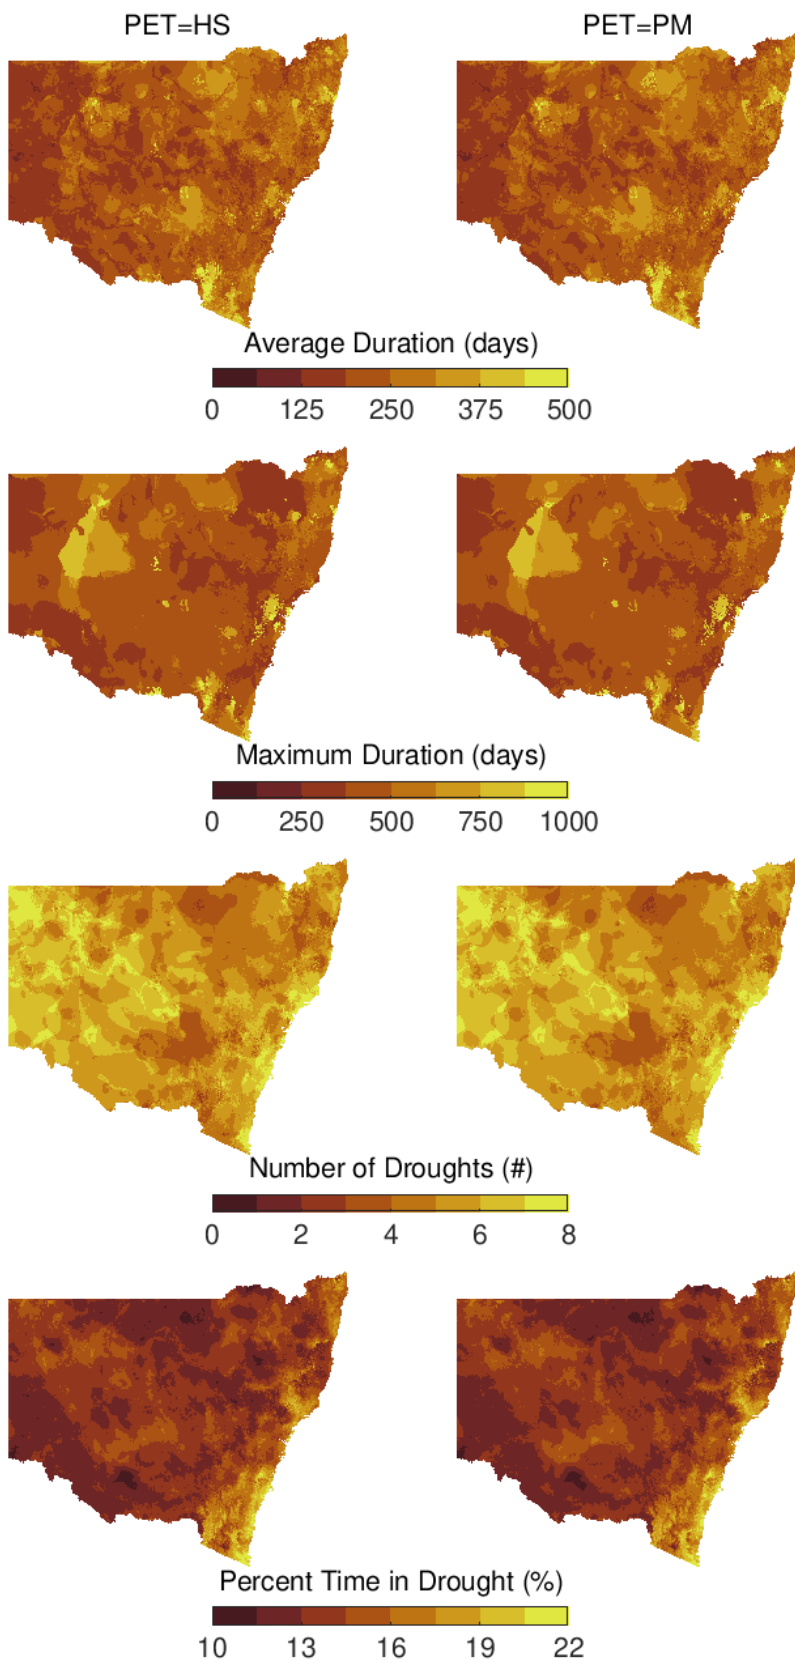 PET=HS PET=PM
Average Duration (days)
0 125 250 375 500
Maximum Duration (days)
0 250 500 750 1000
Number of Droughts (#)
0 2 4 6 8
Percent Time in Drought (%)
10 13 16 19 22